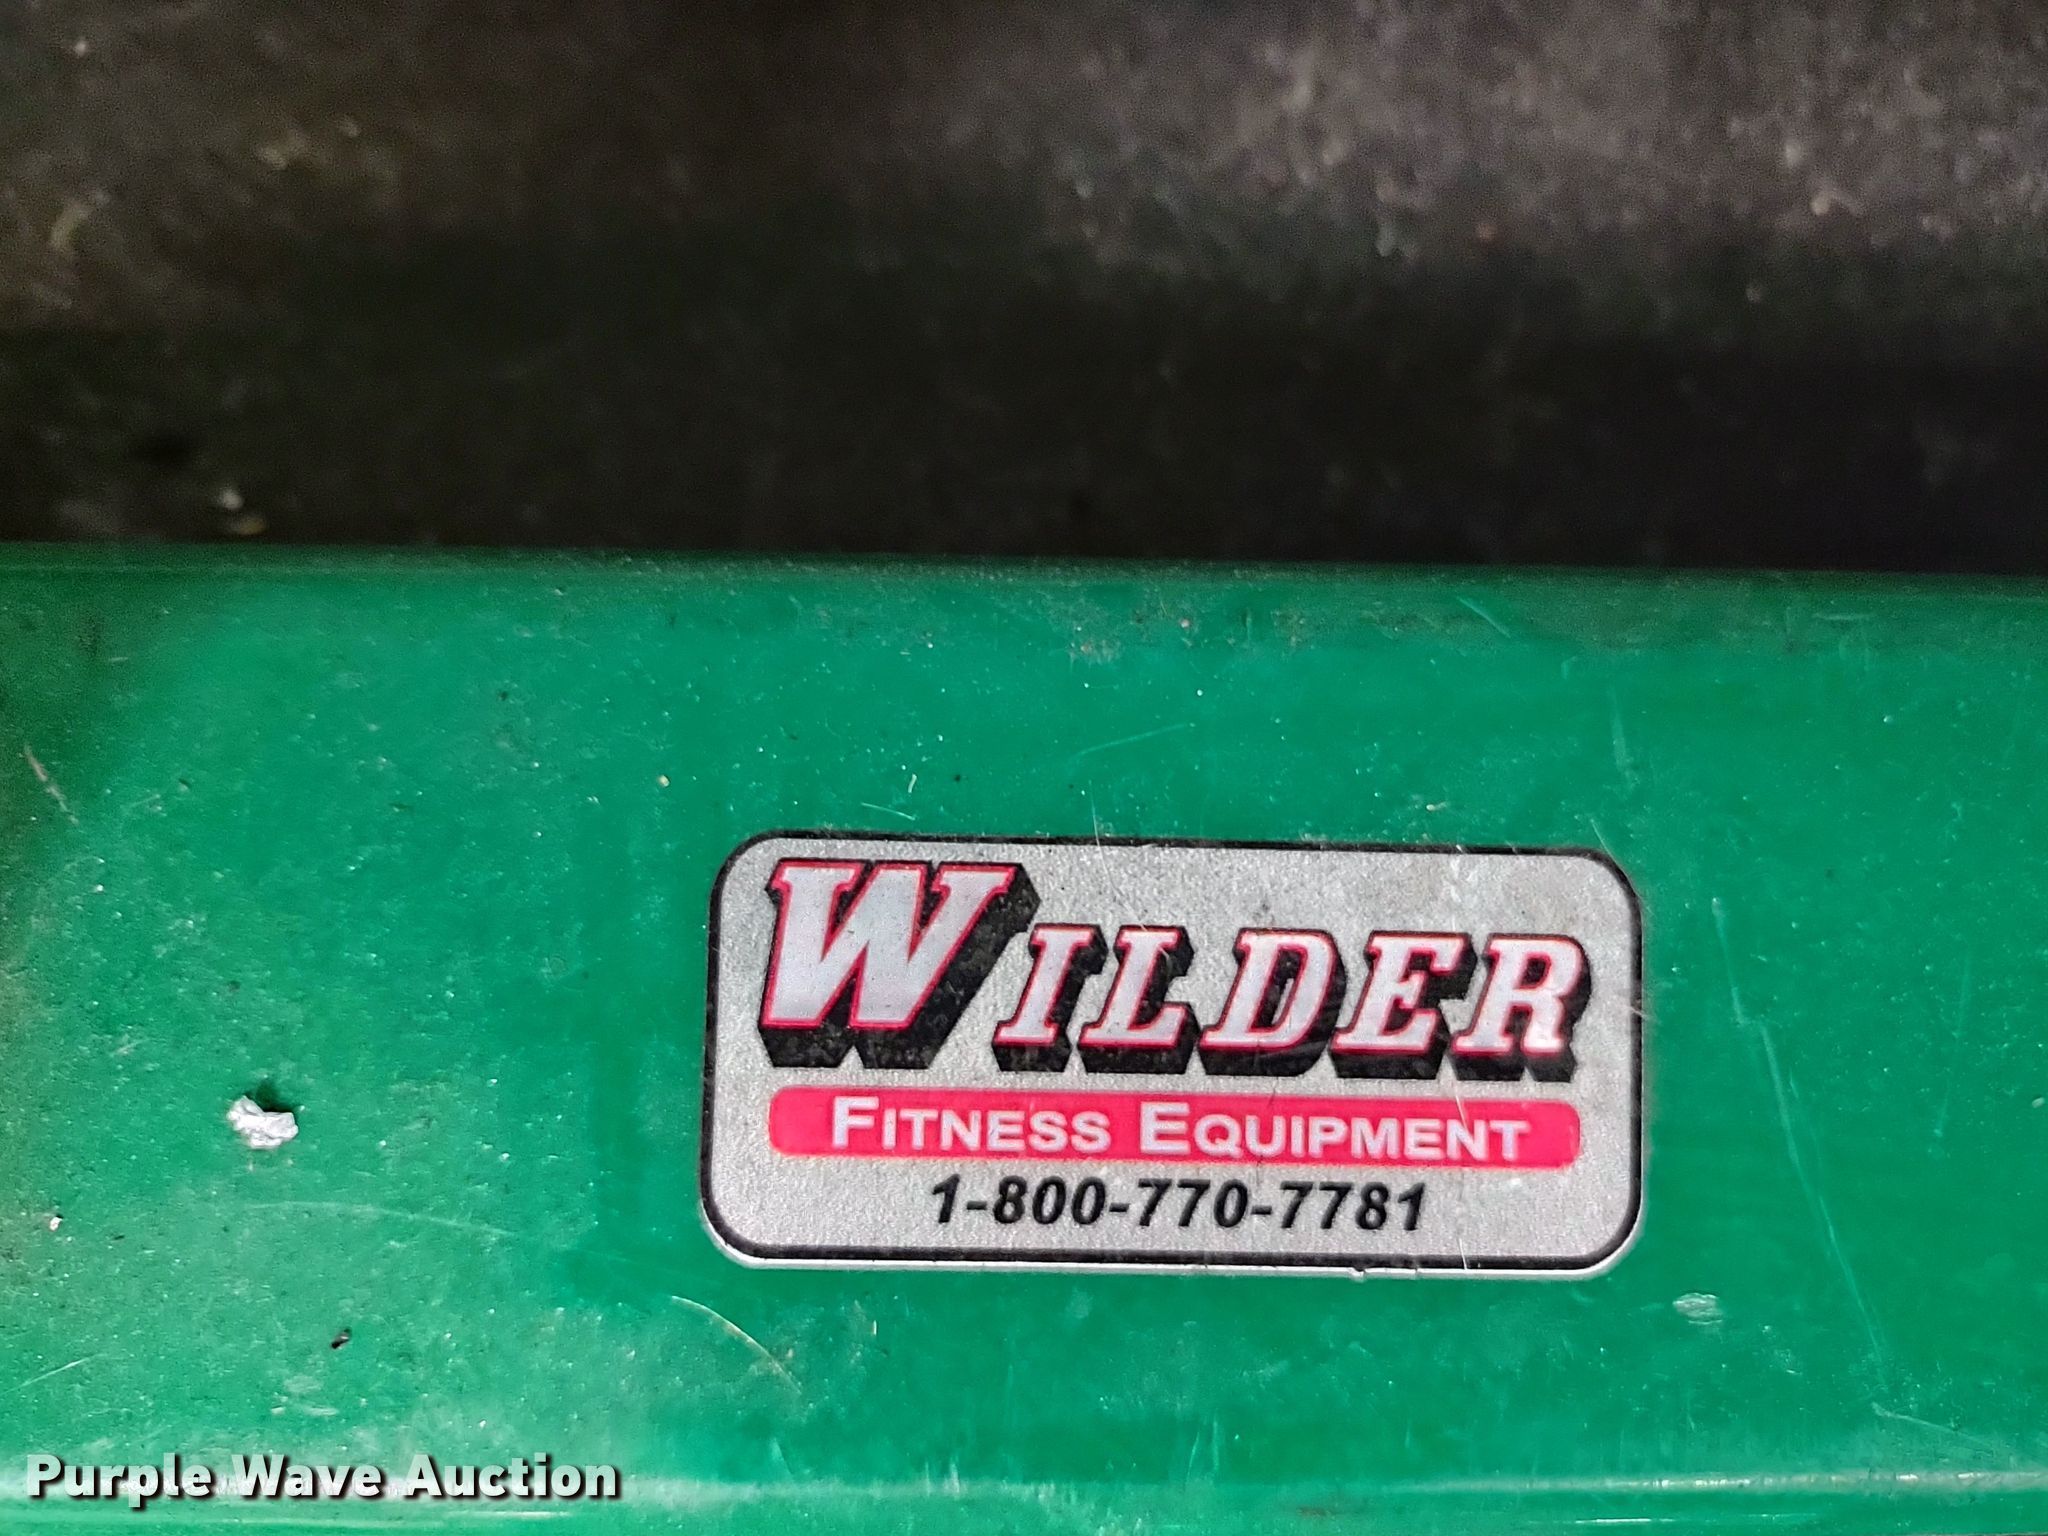 WILDER
FITNESS EQUIPMENT
1-800-770-7781
Purple Wave Auction